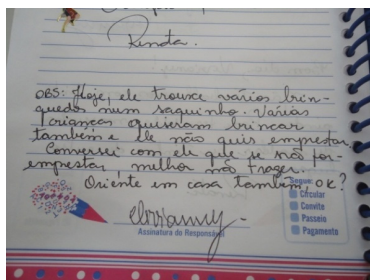 Renata.
OBS: Hoje, ele trouxe vários brin-
quedos num saquinho. Várias
crianças quiseram brincar
também e ele não quis emprestar.
Conversei com ele que se não for
emprestar, melhor não trazer.
Oriente em casa também, ok?
Assinatura do Responsável
Segue:
Circular
Convite
Passeio
Pagamento